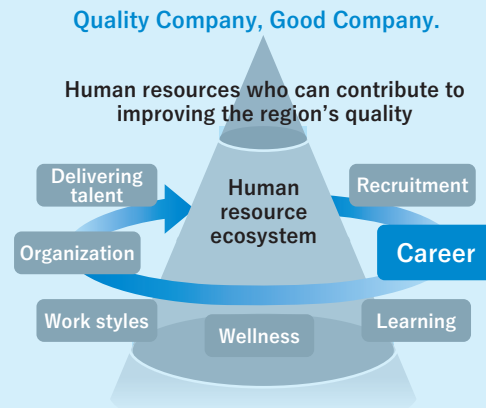 Quality Company, Good Company.
Human resources who can contribute to
improving the region's quality
Delivering
talent
Human
resource
ecosystem
Recruitment
Organization
Career
Work styles
Wellness
Learning